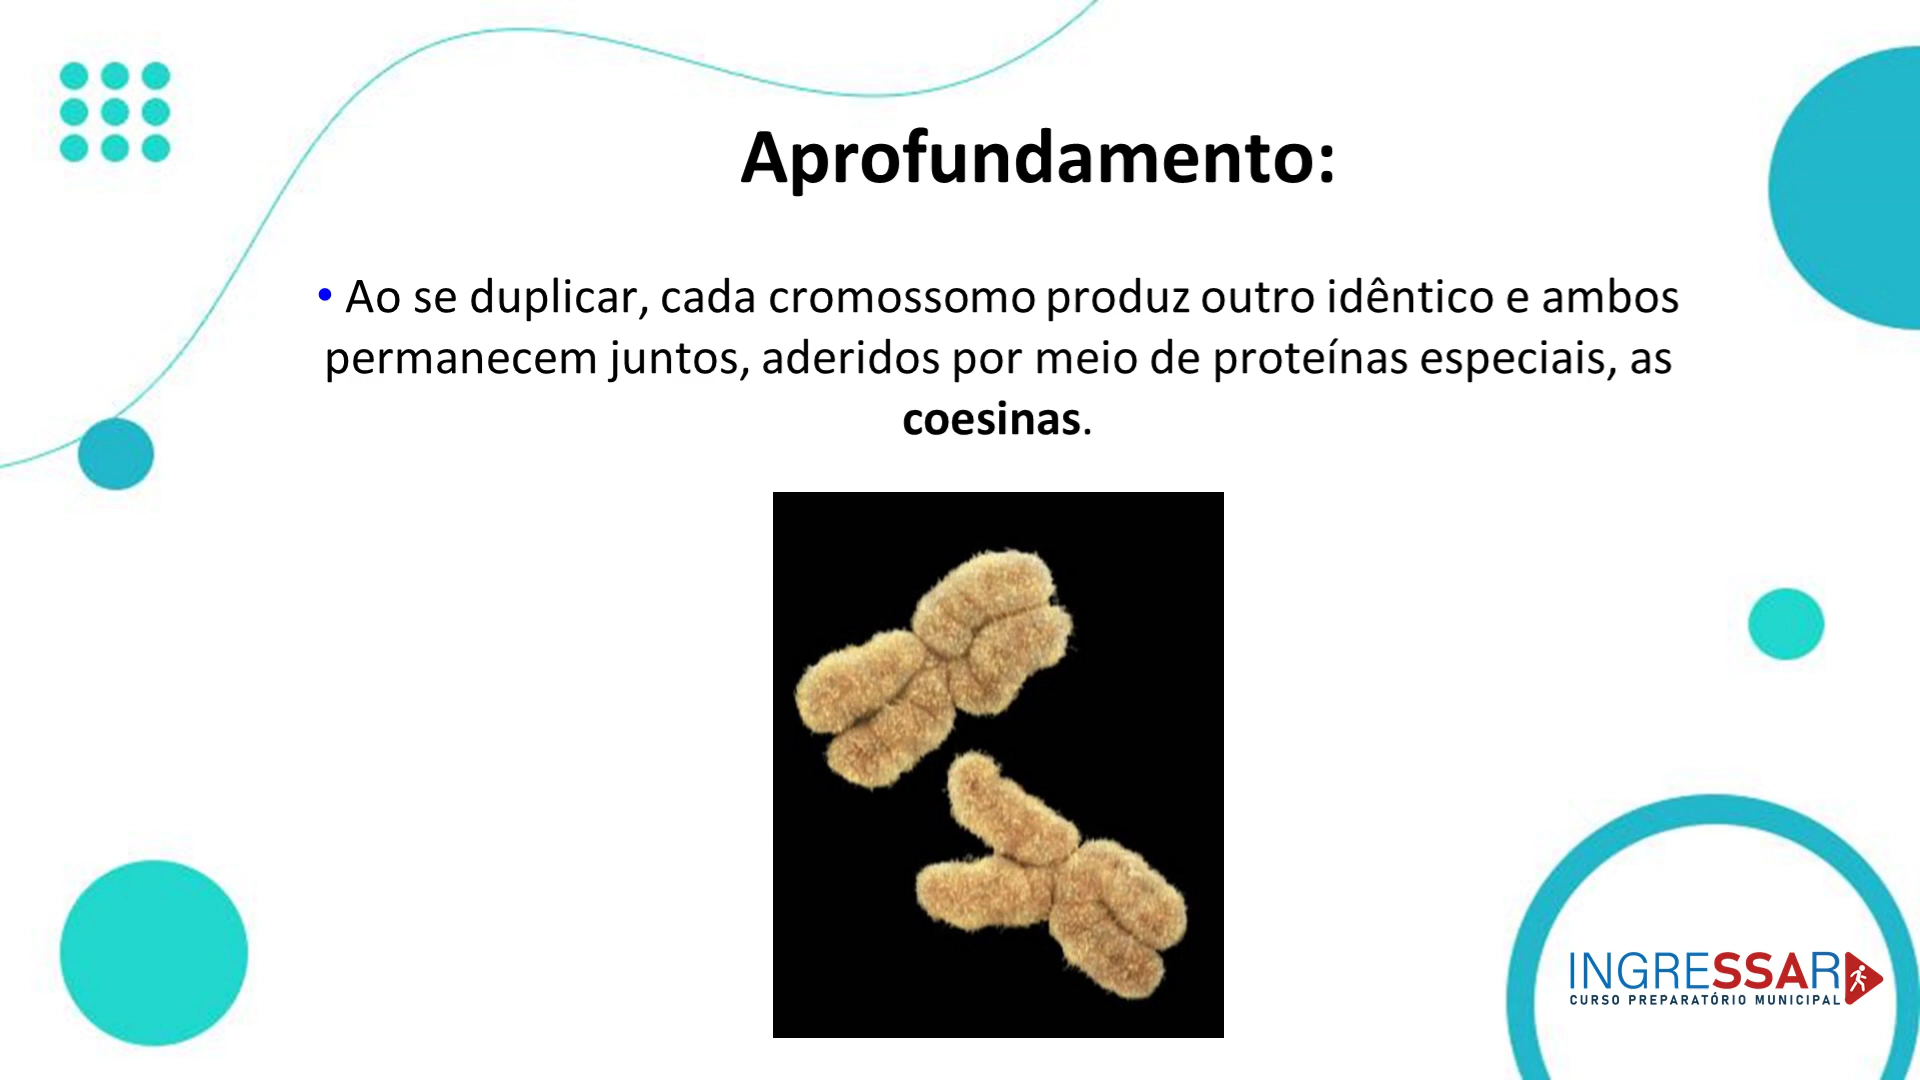 Aprofundamento:
• Ao se duplicar, cada cromossomo produz outro idêntico e ambos
permanecem juntos, aderidos por meio de proteínas especiais, as
coesinas.
INGRESSAR
CURSO PREPARATÓRIO MUNICIPAL